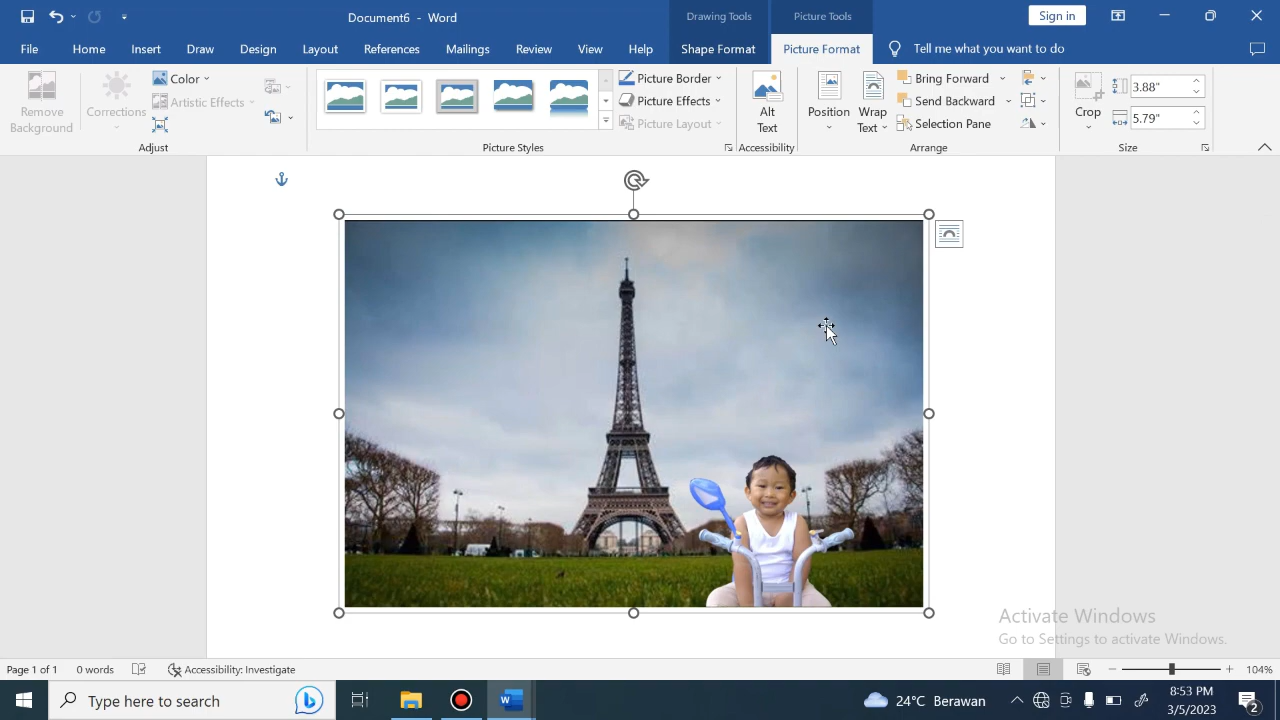 Document6 - Word
Drawing Tools
Picture Tools
Sign in
File
Home
Insert
Draw
Design
Layout
References
Mailings
Review
View
Help
Shape Format
Picture Format
Tell me what you want to do
Remove
Background
Corrections
Color
Artistic Effects
Adjust
Picture Styles
Picture Border
Picture Effects
Picture Layout
Alt
Text
Accessibility
Position
Wrap
Text
Bring Forward
Send Backward
Selection Pane
Arrange
Crop
3.88"
5.79"
Size
Activate Windows
Go to Settings to activate Windows.
Page 1 of 1
0 words
Accessibility: Investigate
104%
Type here to search
24°C Berawan
8:53 PM
3/5/2023
2